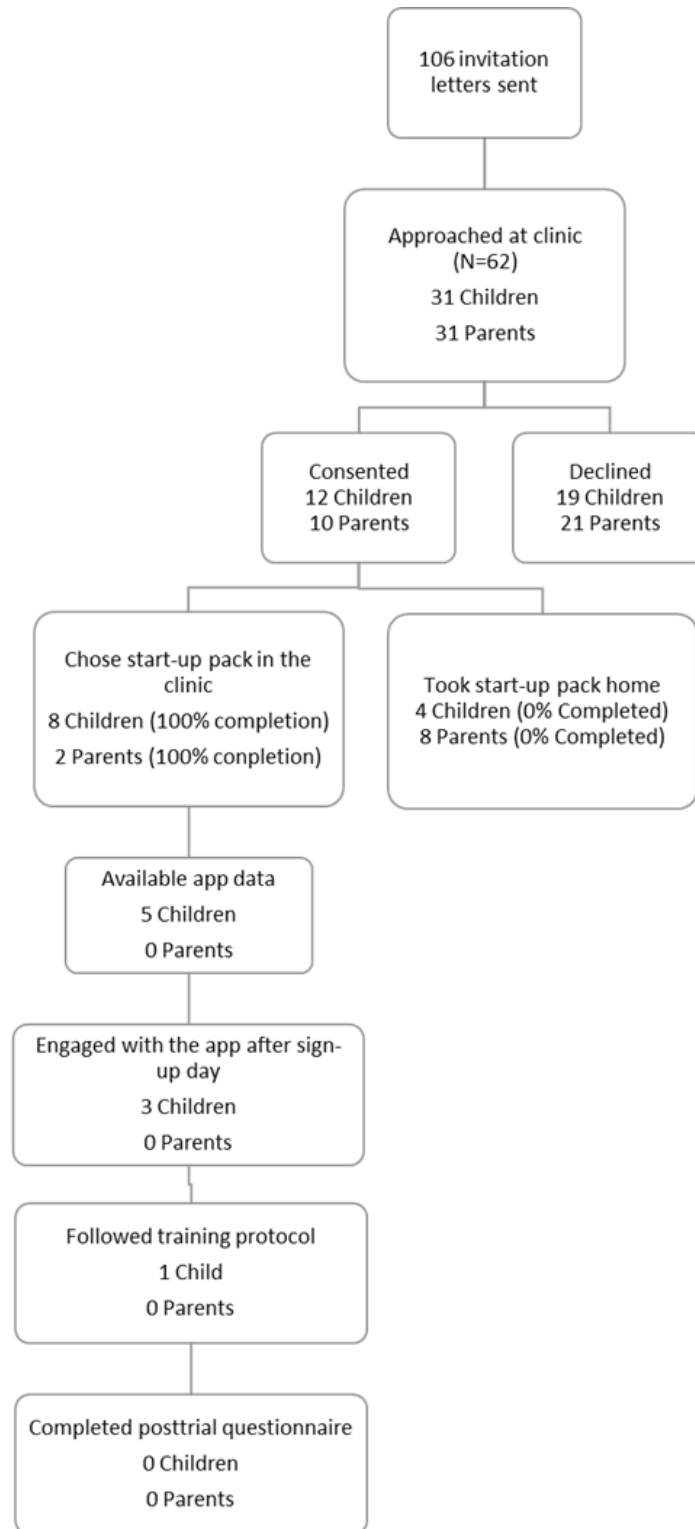 106 invitation
letters sent
Approached at clinic
(N=62)
31 Children
31 Parents
Consented
12 Children
10 Parents
Declined
19 Children
21 Parents
Chose start-up pack in the
clinic
8 Children (100% completion)
2 Parents (100% conpletion)
Took start-up pack home
4 Children (0% Completed)
8 Parents (0% Completed)
Available app data
5 Children
0 Parents
Engaged with the app after sign-
up day
3 Children
0 Parents
Followed training protocol
1 Child
0 Parents
Completed posttrial questionnaire
0 Children
0 Parents